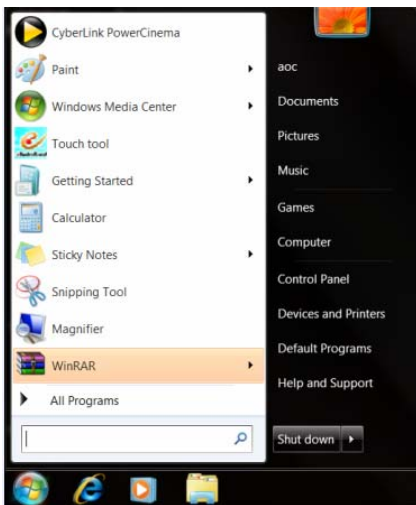 CyberLink PowerCinema
Paint
Windows Media Center
Touch tool
Getting Started
Calculator
Sticky Notes
Snipping Tool
Magnifier
WinRAR
All Programs
aoc
Documents
Pictures
Music
Games
Computer
Control Panel
Devices and Printers
Default Programs
Help and Support
Shut down